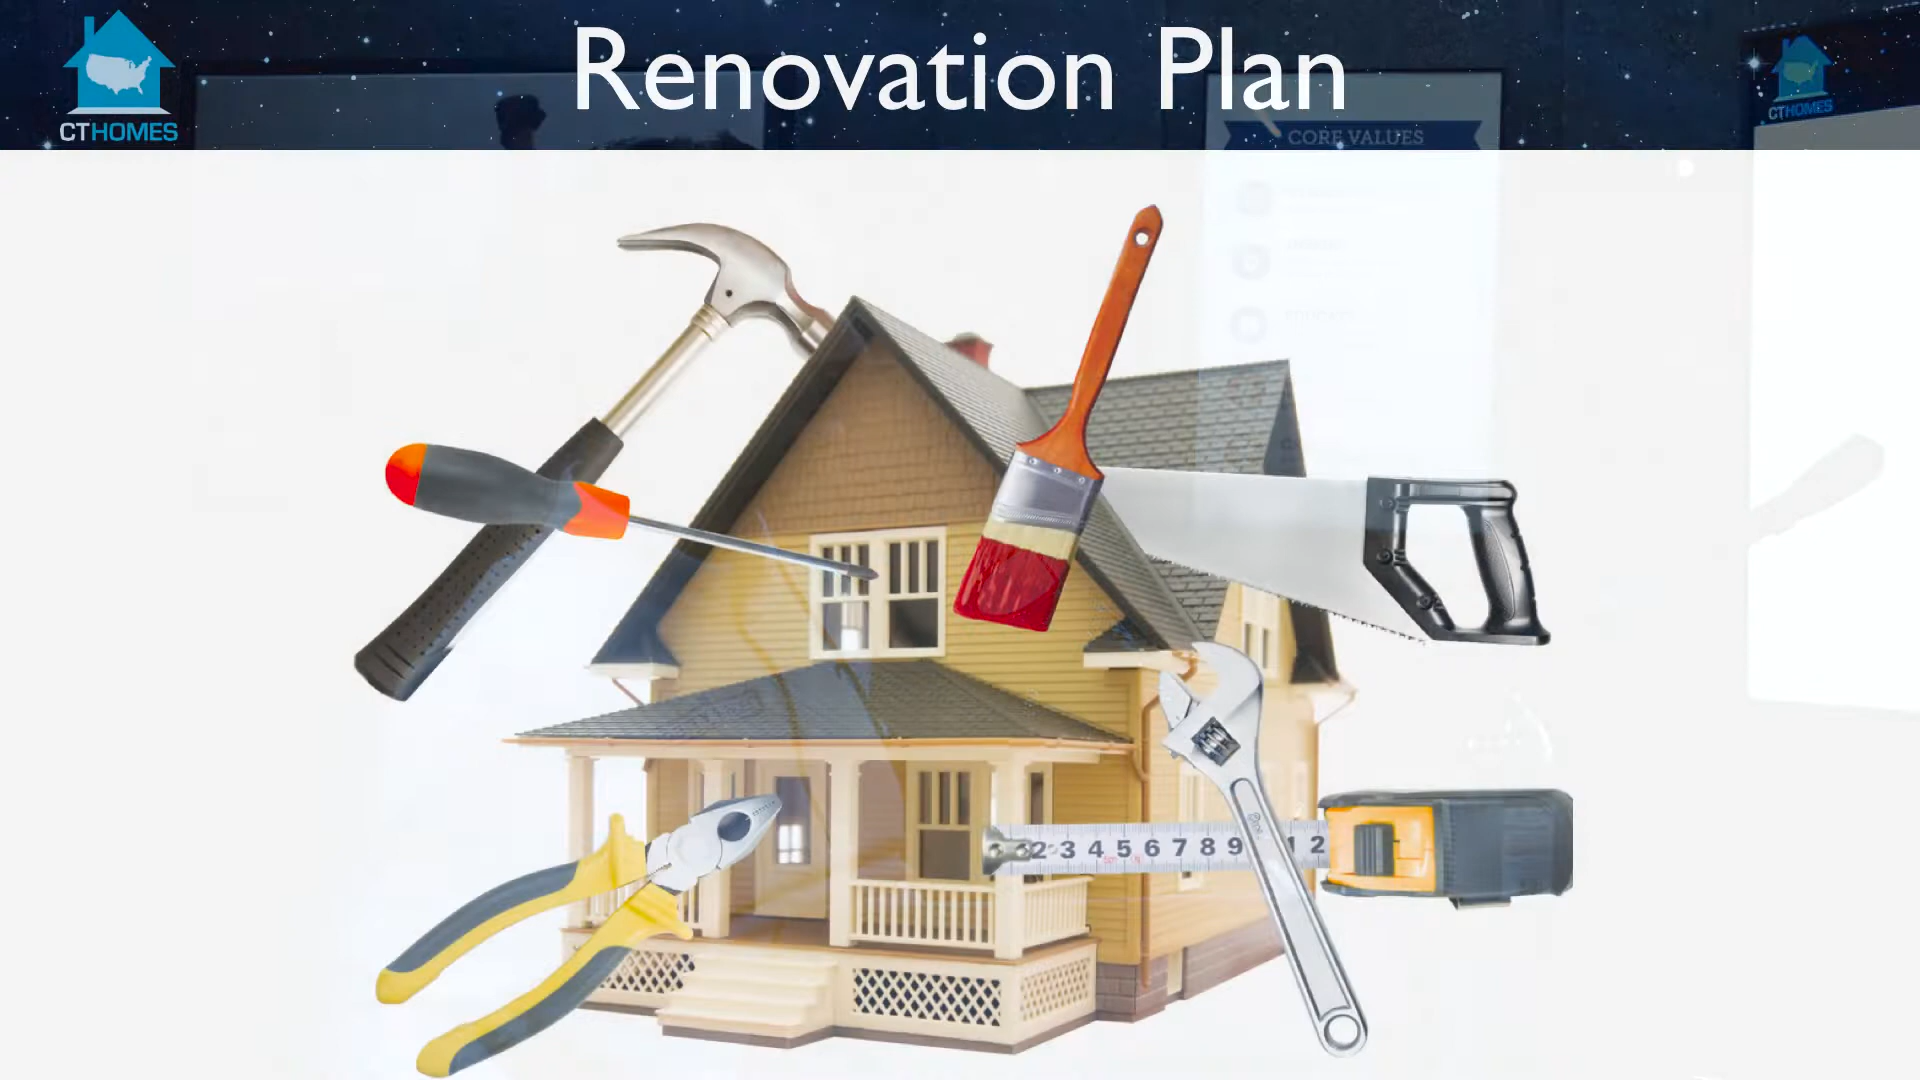 Renovation Plan
CTHOMES
CORE VALUES
CTHOMES
2 3 4 5 6 7 8 9 1 2